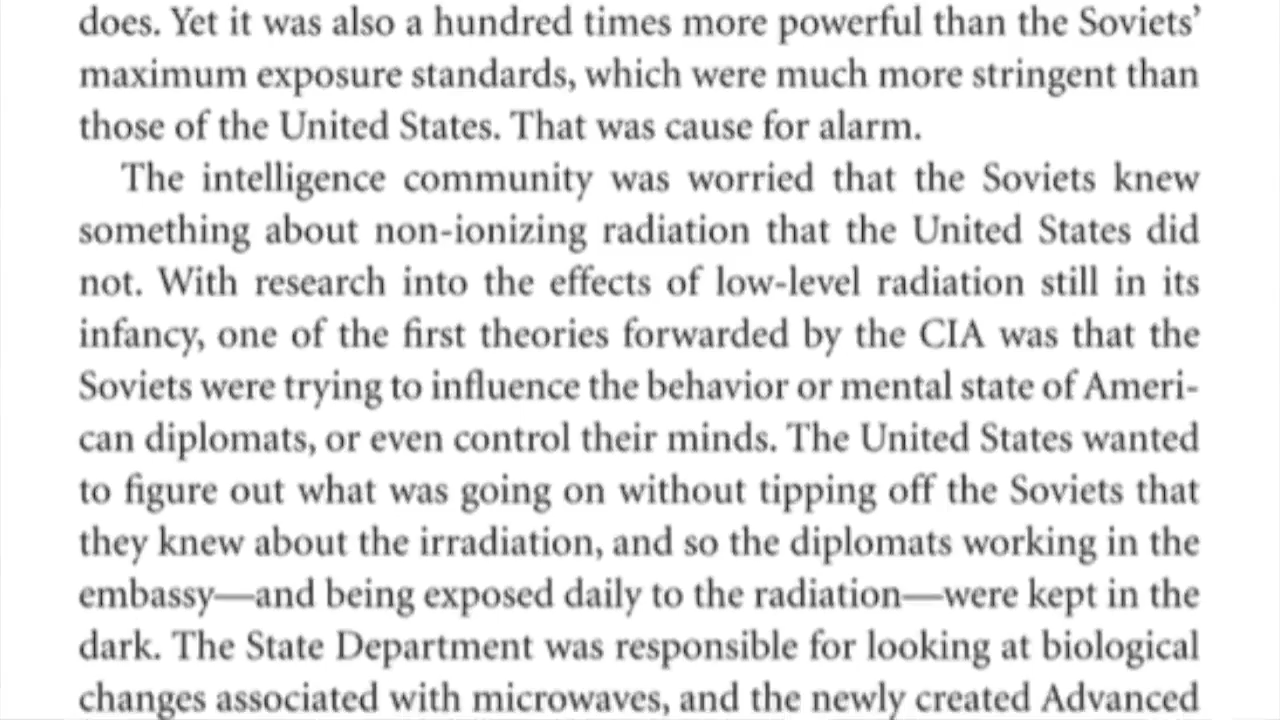 does. Yet it was also a hundred times more powerful than the Soviets’
maximum exposure standards, which were much more stringent than
those of the United States. That was cause for alarm.
The intelligence community was worried that the Soviets knew
something about non-ionizing radiation that the United States did
not. With research into the effects of low-level radiation still in its
infancy, one of the first theories forwarded by the CIA was that the
Soviets were trying to influence the behavior or mental state of Ameri-
can diplomats, or even control their minds. The United States wanted
to figure out what was going on without tipping off the Soviets that
they knew about the irradiation, and so the diplomats working in the
embassy—and being exposed daily to the radiation—were kept in the
dark. The State Department was responsible for looking at biological
changes associated with microwaves, and the newly created Advanced